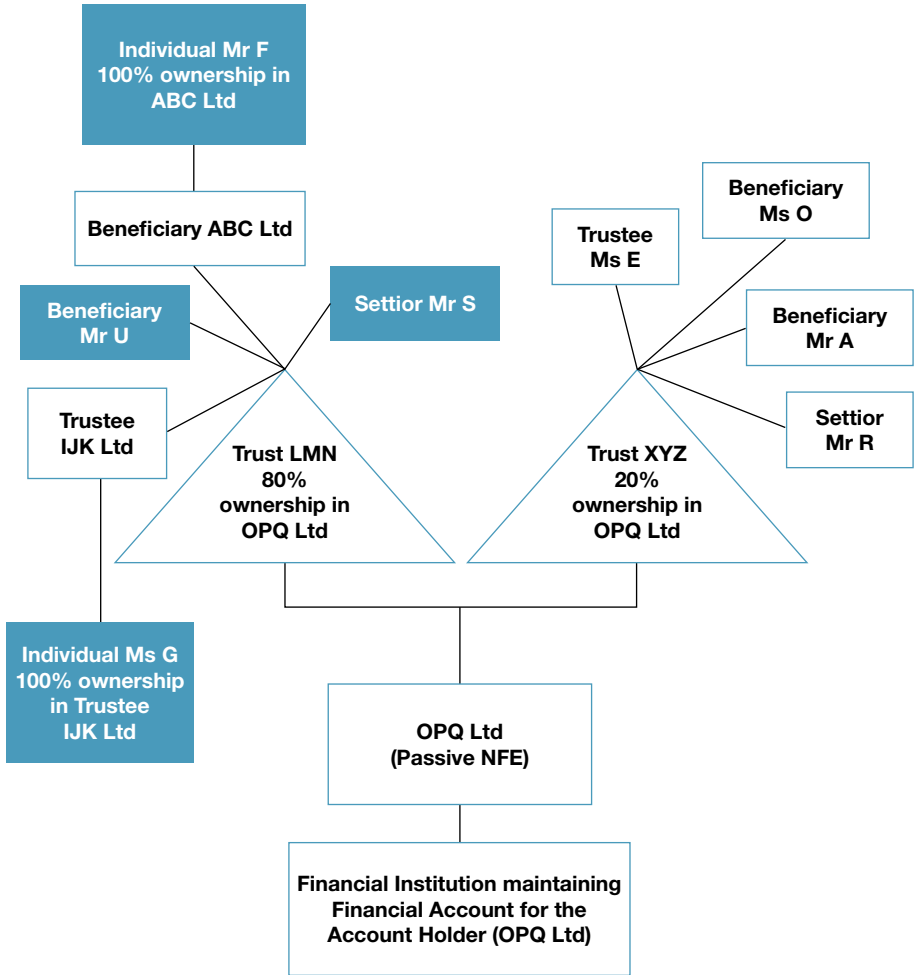 Individual Mr F
100% ownership in
ABC Ltd
Beneficiary ABC Ltd
Beneficiary
Mr U
Settior Mr S
Trustee
IJK Ltd
Trust LMN
80%
ownership in
OPQ Ltd
Individual Ms G
100% ownership
in Trustee
IJK Ltd
Beneficiary
Ms O
Trustee
Ms E
Beneficiary
Mr A
Settior
Mr R
Trust XYZ
20%
ownership in
OPQ Ltd
OPQ Ltd
(Passive NFE)
Financial Institution maintaining
Financial Account for the
Account Holder (OPQ Ltd)